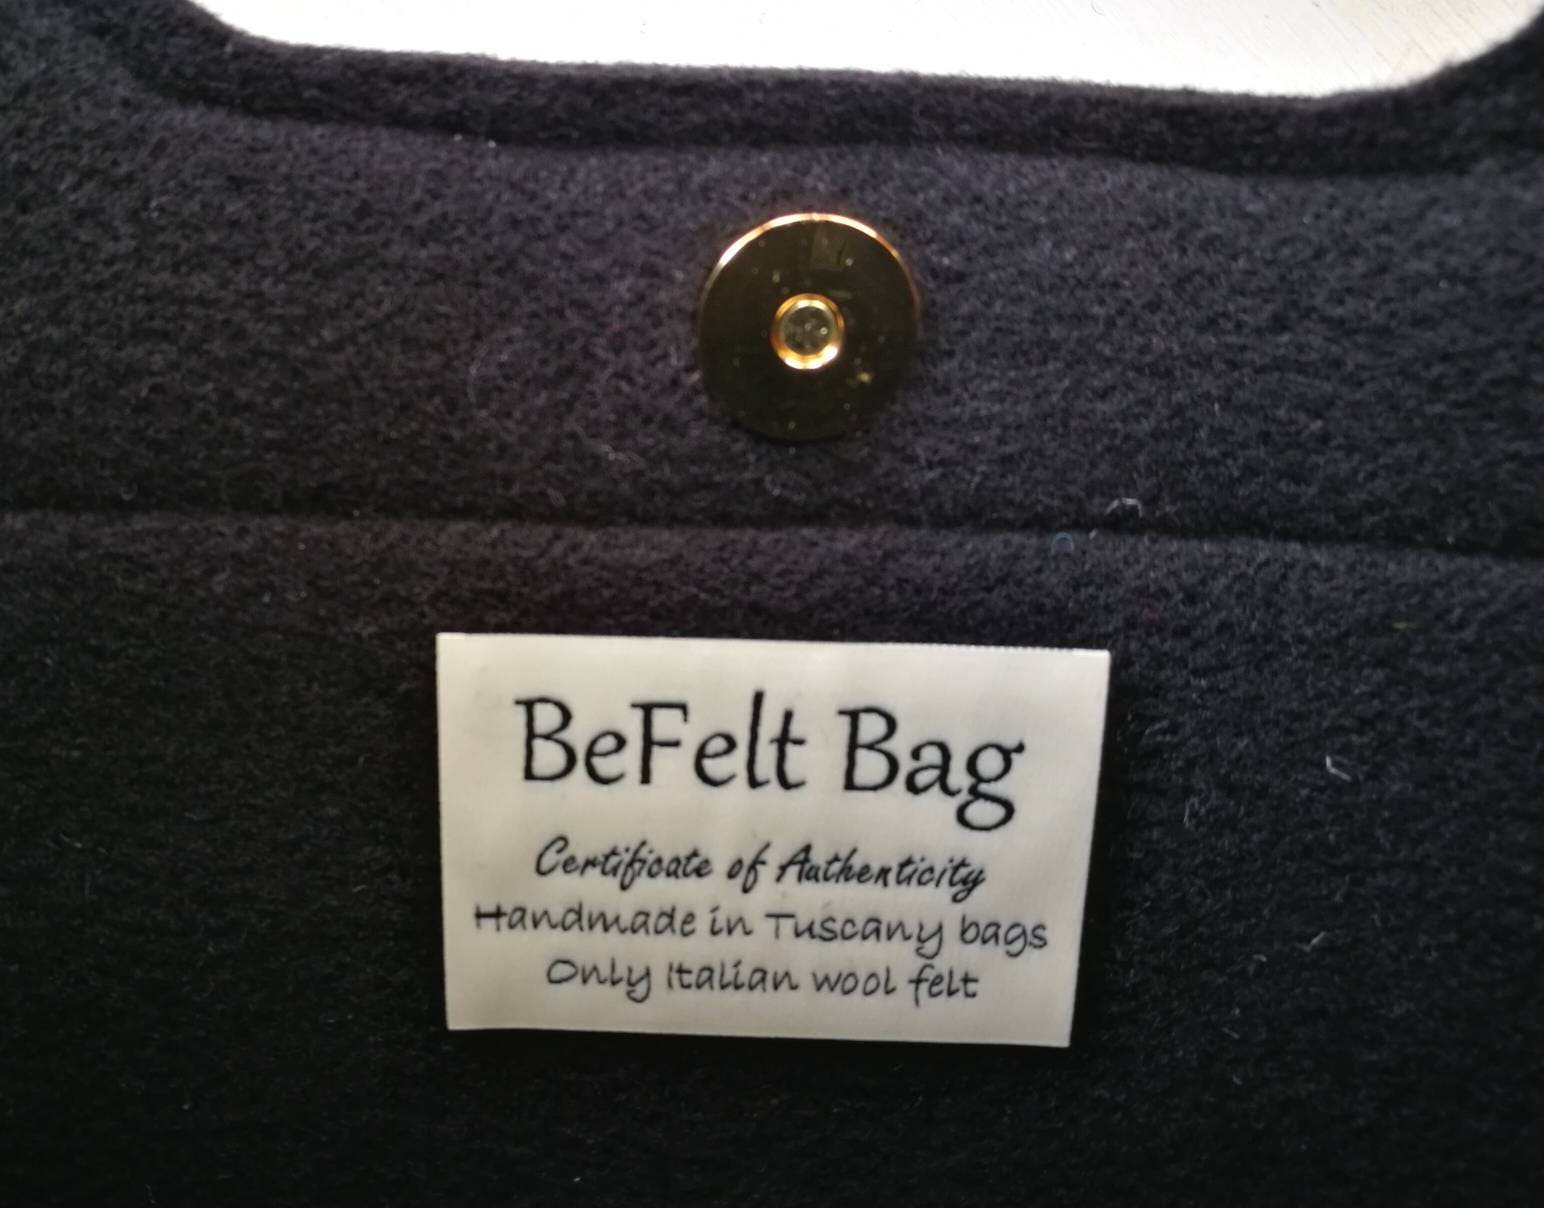 BeFelt Bag
Certificate of Authenticity
Handmade in Tuscany bags
Only Italian wool felt